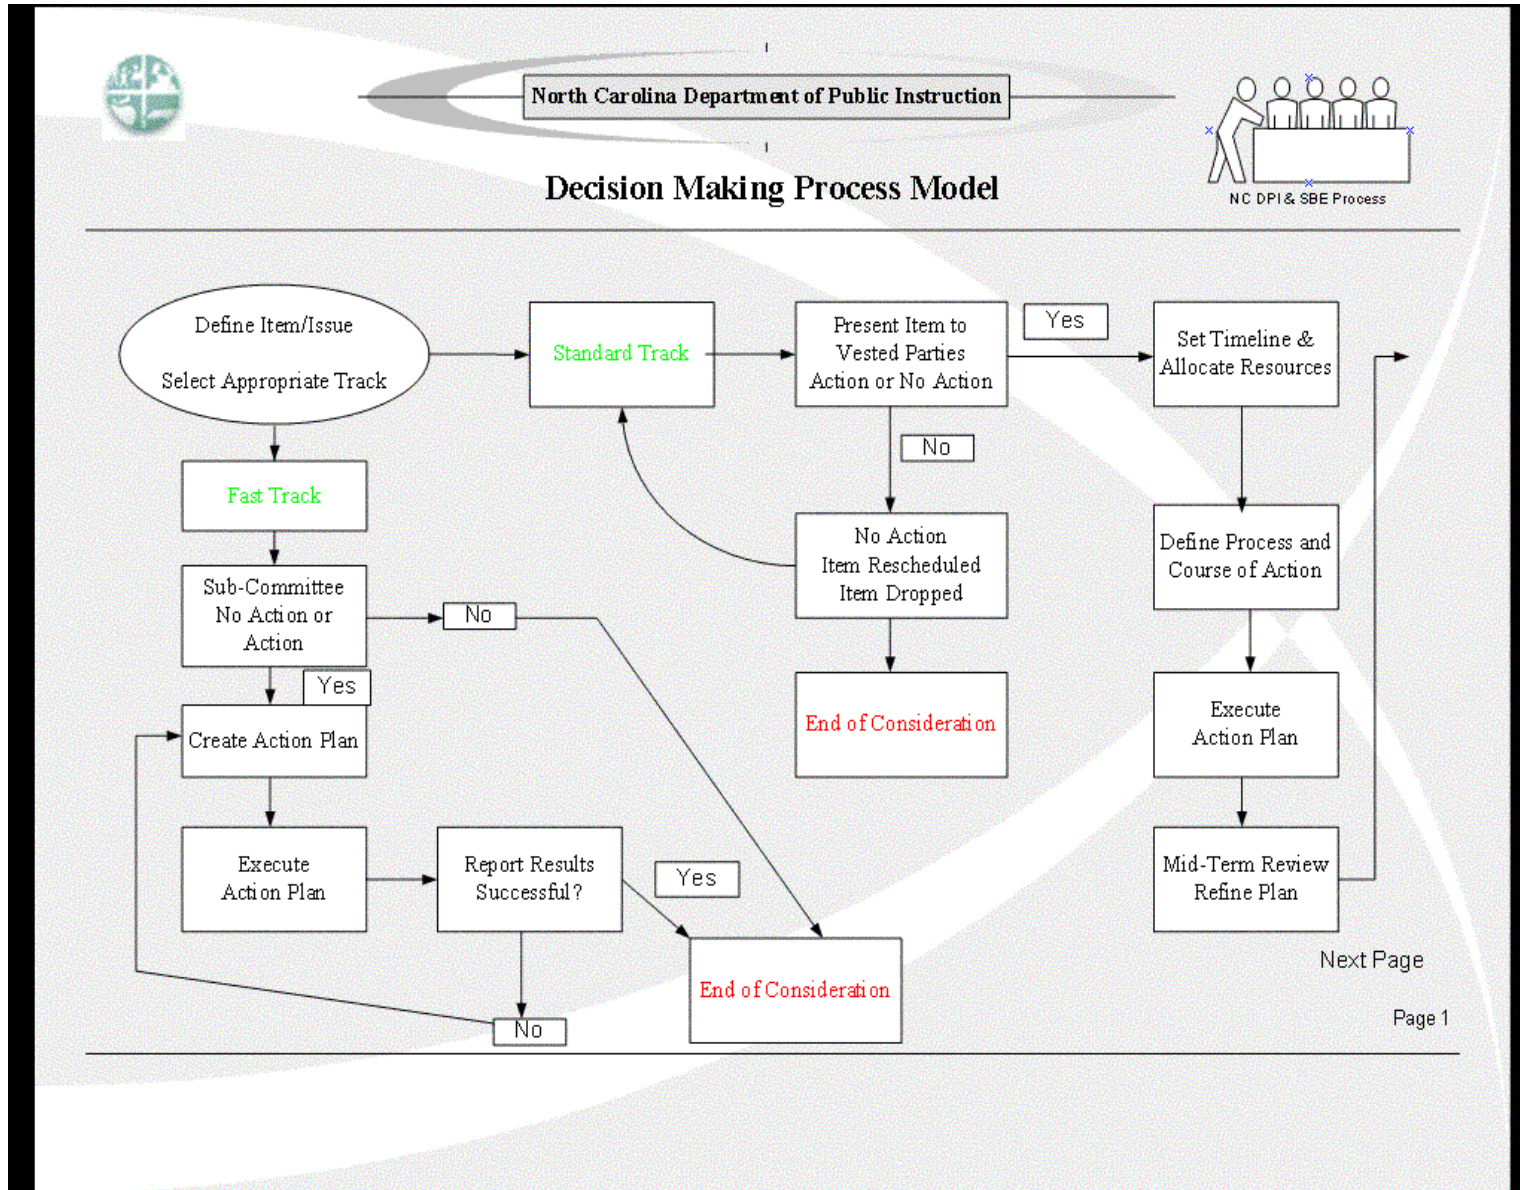 North Carolina Department of Public Instruction
Decision Making Process Model
NC DPI & SBE Process
Define Item/Issue
Select Appropriate Track
Standard Track
Present Item to
Vested Parties
Action or No Action
Yes
Set Timeline &
Allocate Resources
No
Fast Track
No Action
Item Rescheduled
Item Dropped
Define Process and
Course of Action
Sub-Committee
No Action or
Action
No
Yes
End of Consideration
Execute
Action Plan
Create Action Plan
Execute
Action Plan
Report Results
Successful?
Yes
Mid-Term Review
Refine Plan
End of Consideration
No
Next Page
Page 1